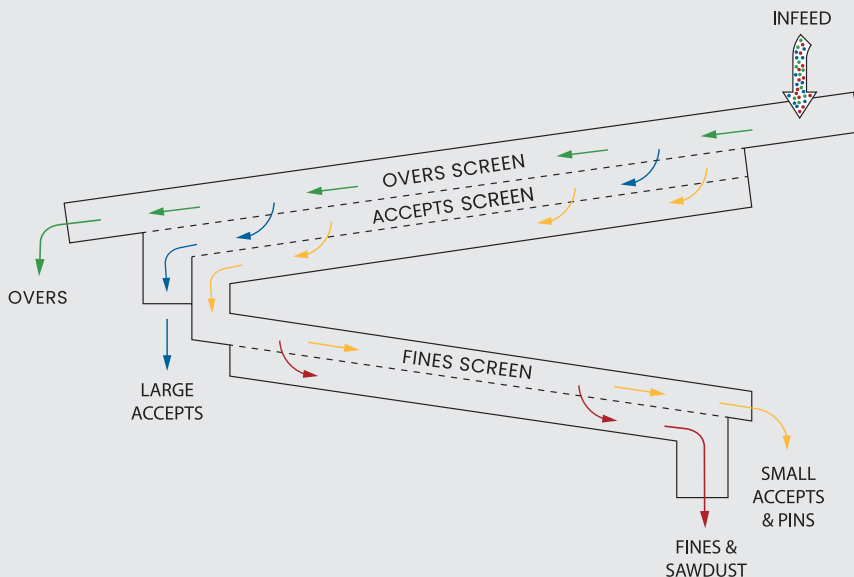 INFEED
OVERS SCREEN
ACCEPTS SCREEN
OVERS
FINES SCREEN
LARGE
ACCEPTS
SMALL
ACCEPTS
& PINS
FINES &
SAWDUST